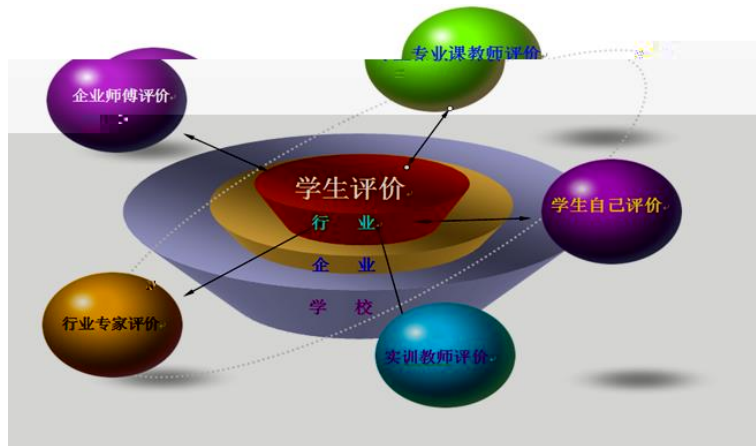 专业课教师评价
企业师傅评价
学生评价
学生自己评价
行 业
企 业
学 校
行业专家评价
实训教师评价